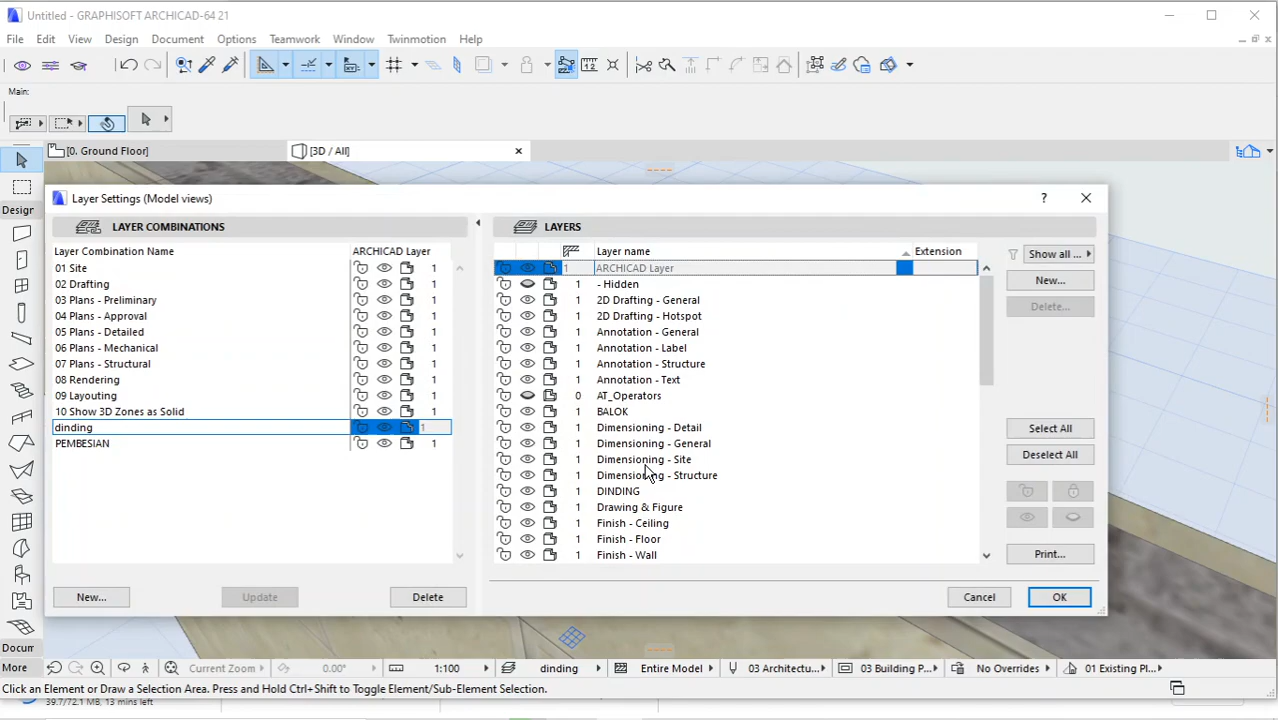 Untitled - GRAPHISOFT ARCHICAD-64 21
File Edit View Design Document Options Teamwork Window Twinmotion Help
Main:
[0. Ground Floor] [3D / All]
Layer Settings (Model views)
Design
LAYER COMBINATIONS
Layer Combination Name ARCHICAD Layer
01 Site 1
02 Drafting 1
03 Plans - Preliminary 1
04 Plans - Approval 1
05 Plans - Detailed 1
06 Plans - Mechanical 1
07 Plans - Structural 1
08 Rendering 1
09 Layouting 1
10 Show 3D Zones as Solid 1
dinding 1
PEMBESIAN 1
New... Update Delete
LAYERS
Layer name Extension
1 ARCHICAD Layer
1 - Hidden
1 2D Drafting - General
1 2D Drafting - Hotspot
1 Annotation - General
1 Annotation - Label
1 Annotation - Structure
1 Annotation - Text
0 AT_Operators
1 BALOK
1 Dimensioning - Detail
1 Dimensioning - General
1 Dimensioning - Site
1 Dimensioning - Structure
1 DINDING
1 Drawing & Figure
1 Finish - Ceiling
1 Finish - Floor
1 Finish - Wall
Show all ...
New...
Delete...
Select All
Deselect All
Print...
Cancel OK
Docum
More Current Zoom 0.00° 1:100 dinding Entire Model 03 Architectu... 03 Building P... No Overrides 01 Existing Pl...
Click an Element or Draw a Selection Area. Press and Hold Ctrl+Shift to Toggle Element/Sub-Element Selection.
39.7/72.1 MB, 13 mins left